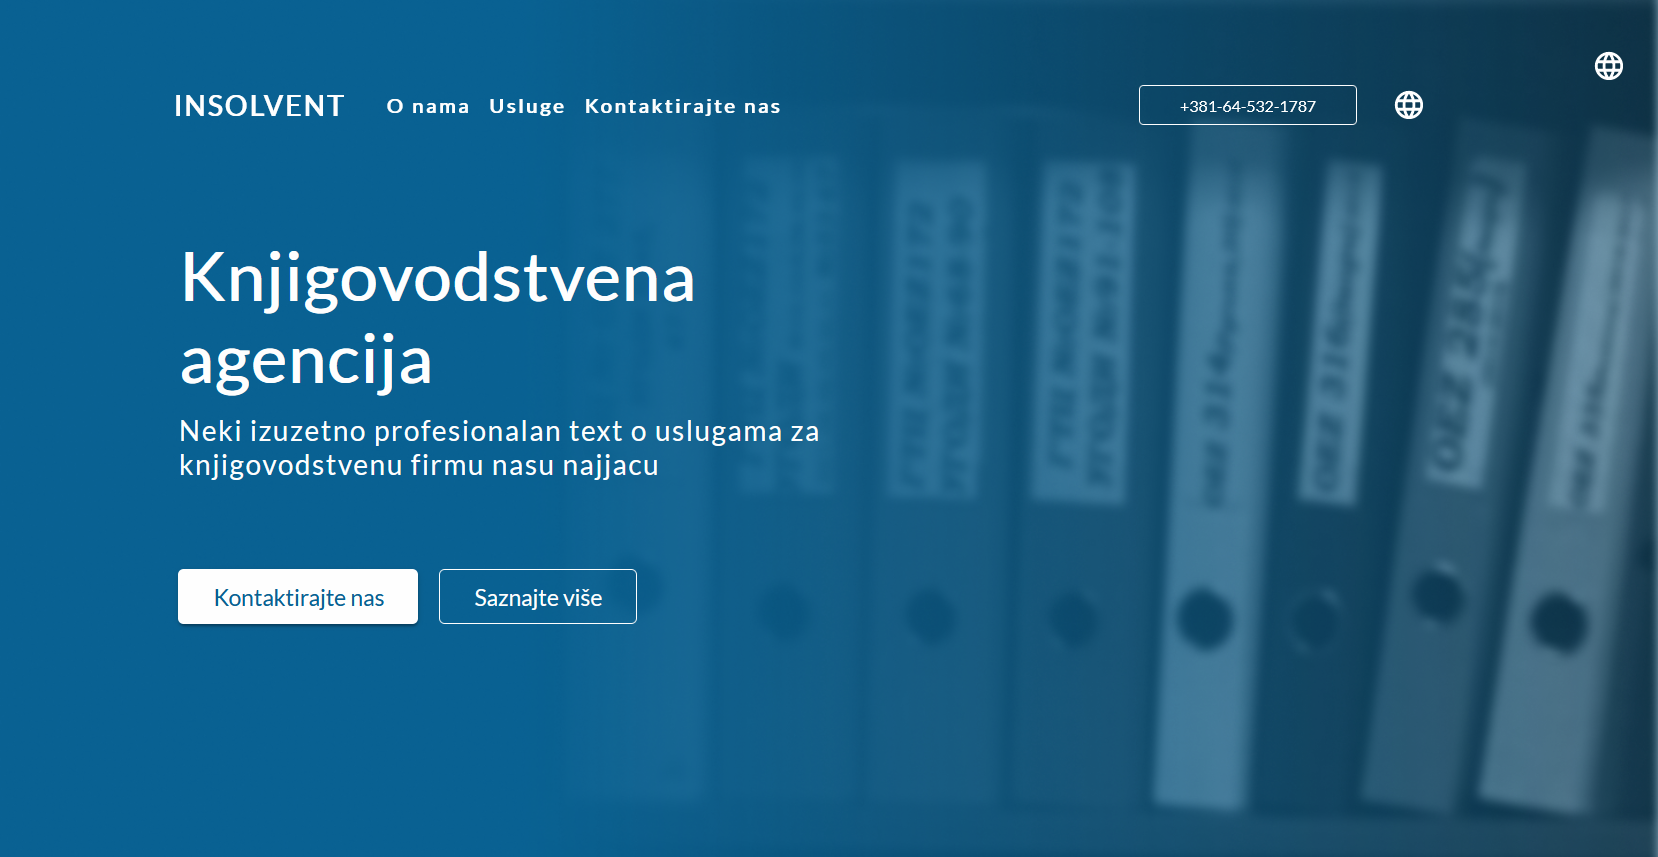 INSOLVENT O nama Usluge Kontaktirajte nas +381-64-532-1787
Knjigovodstvena
agencija
Neki izuzetno profesionalan text o uslugama za
knjigovodstvenu firmu nasu najjacu
Kontaktirajte nas Saznajte više